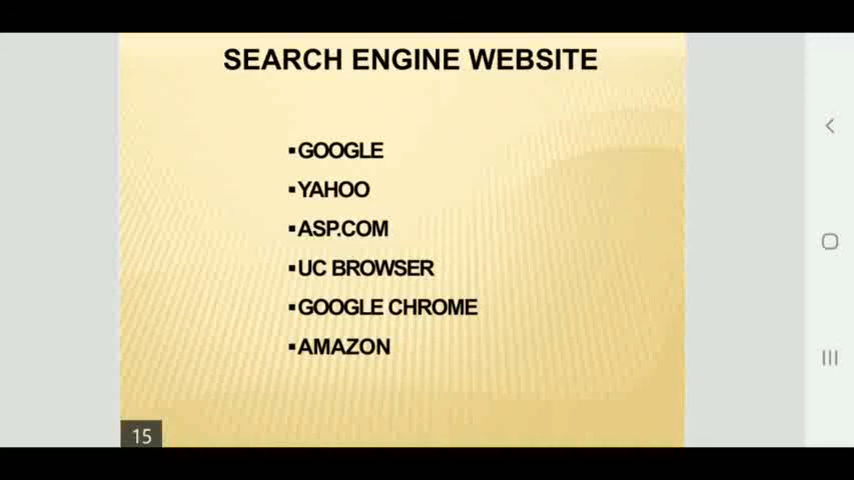 SEARCH ENGINE WEBSITE
▪GOOGLE
▪YAHOO
▪ASP.COM
▪UC BROWSER
▪GOOGLE CHROME
▪AMAZON
15